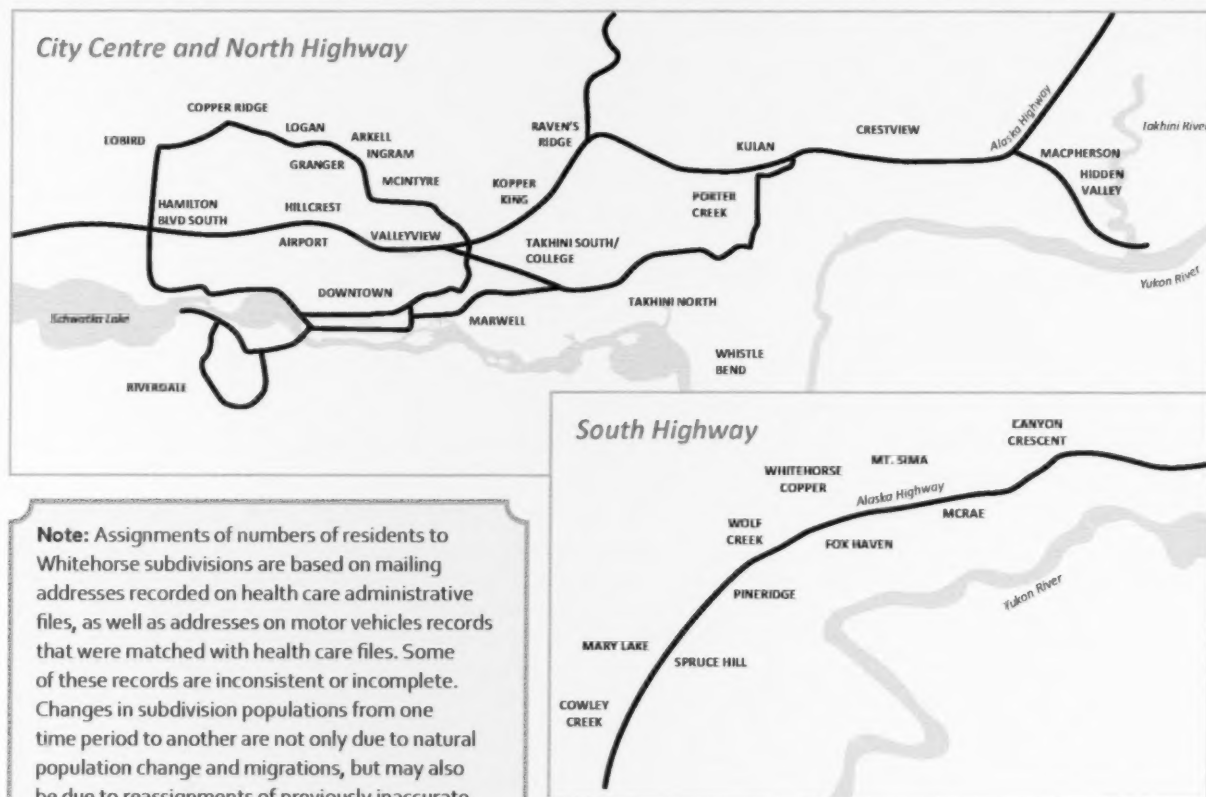 City Centre and North Highway
COPPER RIDGE
LOBIRD
LOGAN
ARKELL
INGRAM
GRANGER
MCINTYRE
RAVEN'S
RIDGE
KULAN
CRESTVIEW
Alaska Highway
Takhini River
MACPHERSON
HIDDEN
VALLEY
HAMILTON
BLVD SOUTH
HILLCREST
AIRPORT
VALLEYVIEW
KOPPER
KING
PORTER
CREEK
TAKHINI SOUTH/
COLLEGE
Yukon River
DOWNTOWN
TAKHINI NORTH
MARWELL
Schwatka Lake
WHISTLE
BEND
RIVERDALE
South Highway
CANYON
CRESCENT
MT. SIMA
WHITEHORSE
COPPER
Alaska Highway
MCRAE
WOLF
CREEK
FOX HAVEN
PINERIDGE
Yukon River
MARY LAKE
SPRUCE HILL
COWLEY
CREEK
Note: Assignments of numbers of residents to
Whitehorse subdivisions are based on mailing
addresses recorded on health care administrative
files, as well as addresses on motor vehicles records
that were matched with health care files. Some
of these records are inconsistent or incomplete.
Changes in subdivision populations from one
time period to another are not only due to natural
population change and migrations, but may also
be due to reassignments of previously inaccurate